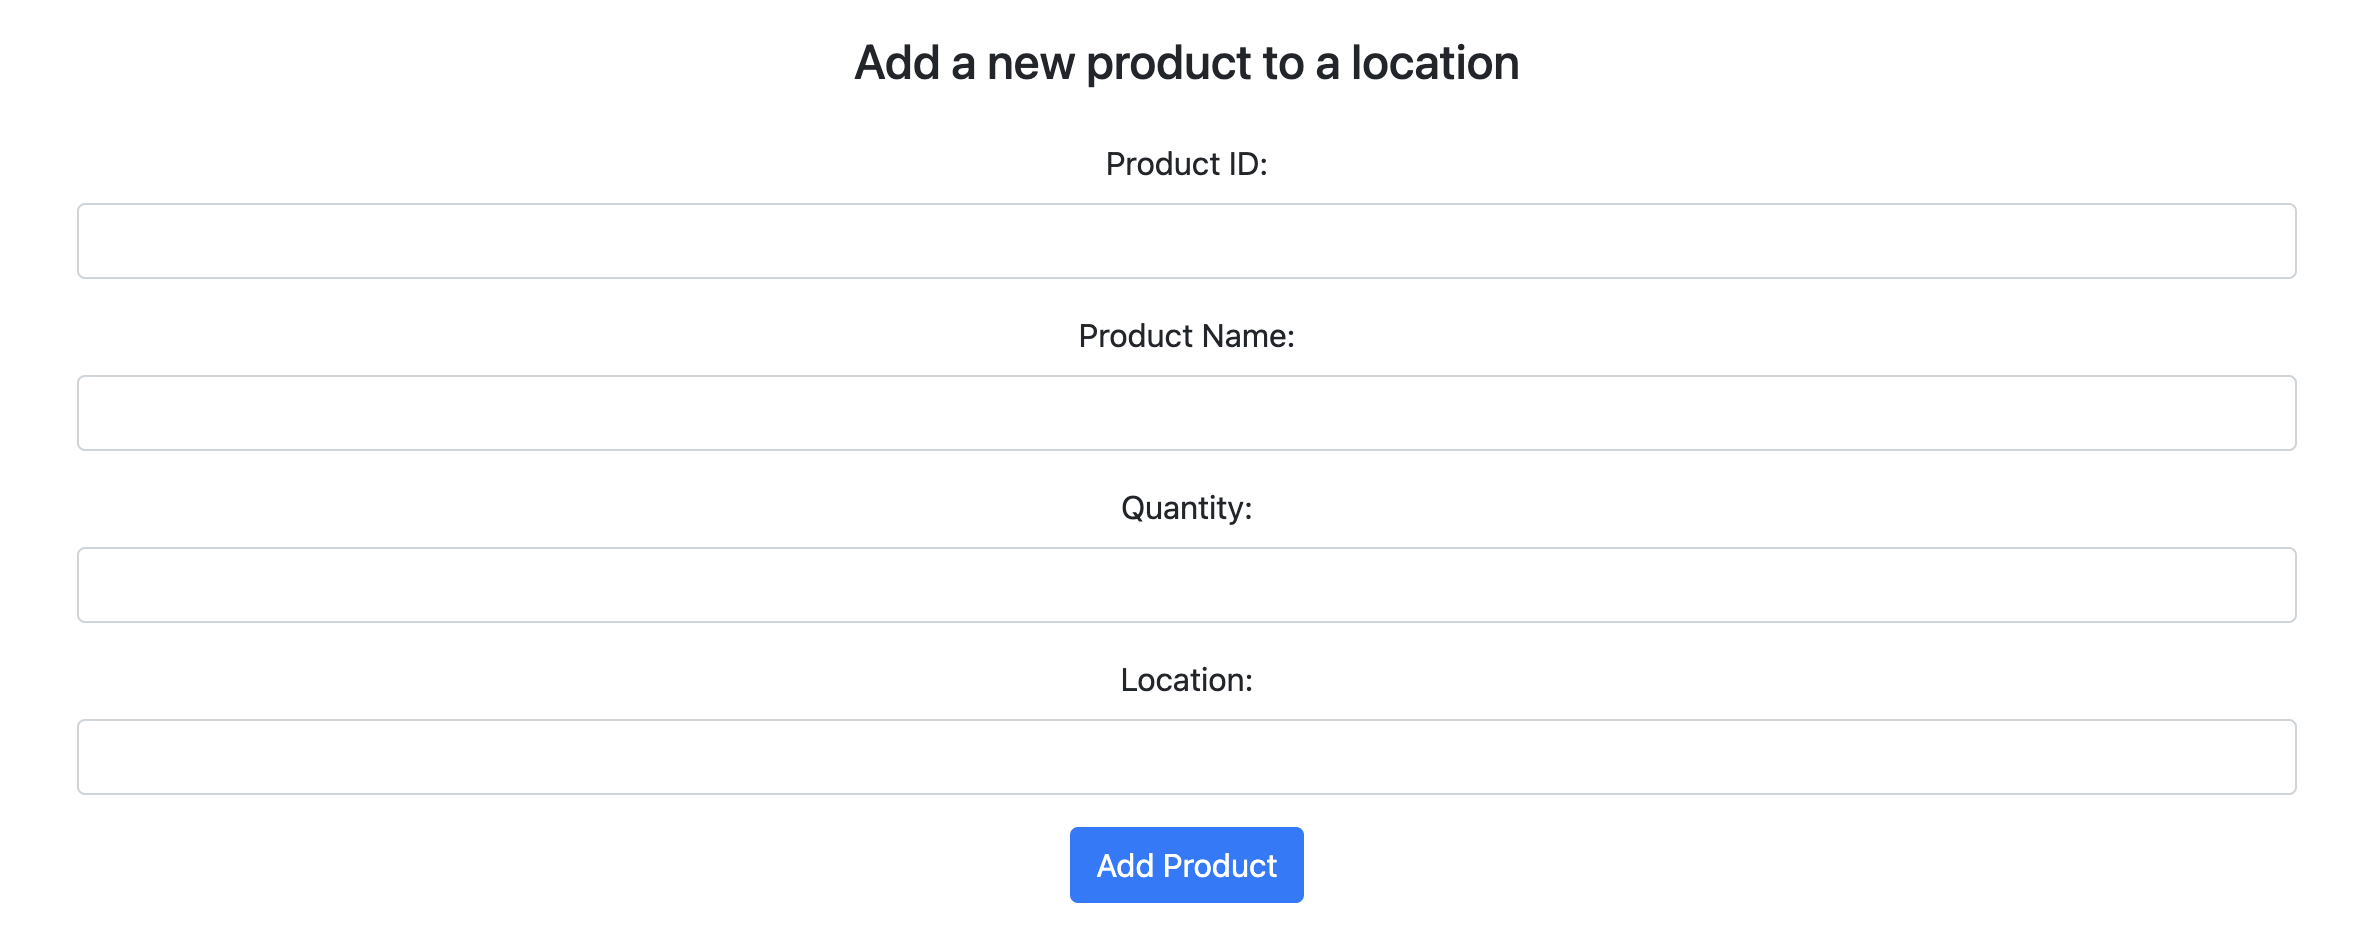 Add a new product to a location
Product ID:
Product Name:
Quantity:
Location:
Add Product